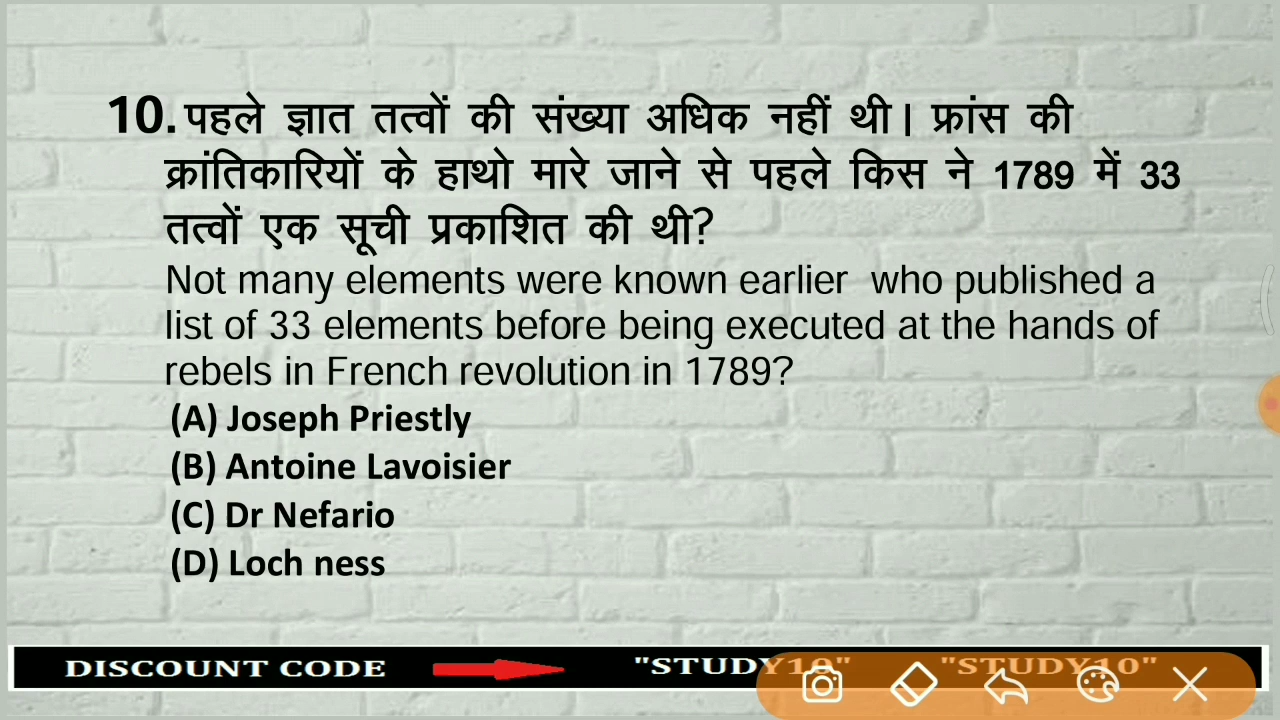 10. पहले ज्ञात तत्वों की संख्या अधिक नहीं थी। फ्रांस की
क्रांतिकारियों के हाथो मारे जाने से पहले किस ने 1789 में 33
तत्वों एक सूची प्रकाशित की थी?
Not many elements were known earlier who published a
list of 33 elements before being executed at the hands of
rebels in French revolution in 1789?
(A) Joseph Priestly
(B) Antoine Lavoisier
(C) Dr Nefario
(D) Loch ness
DISCOUNT CODE "STUDY10" "STUDY10"